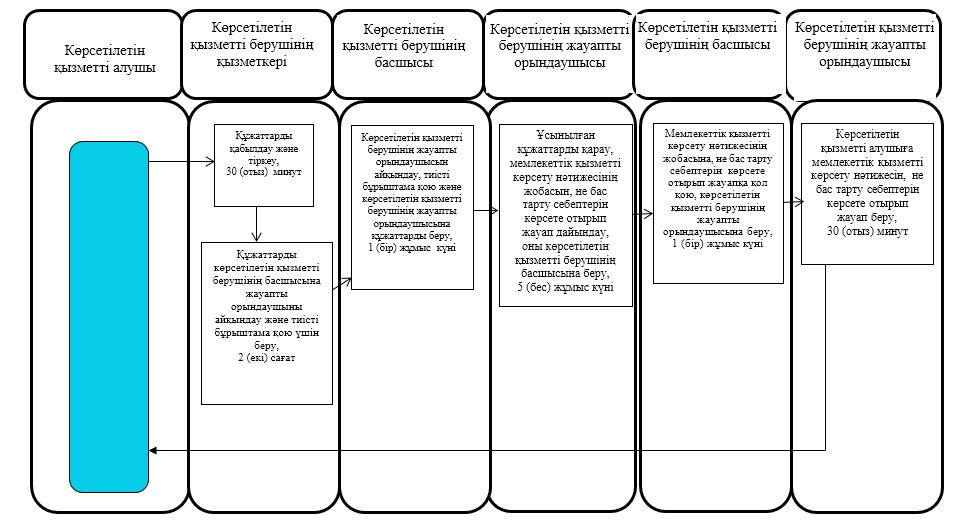 Көрсетілетін
қызметті алушы
Көрсетілетін
қызметті берушінің
қызметкері
Көрсетілетін
қызметті берушінің
басшысы
Көрсетілетін қызметті
берушінің жауапты
орындаушысы
Көрсетілетін қызметті
берушінің басшысы
Көрсетілетін қызметті
берушінің жауапты
орындаушысы
Құжаттарды
қабылдау және
тіркеу,
30 (отыз) минут
Құжаттарды
көрсетілетін қызметті
берушінің басшысына
жауапты
орындаушыны
айқындау және тиісті
бұрыштама қою үшін
беру,
2 (екі) сағат
Көрсетілетін қызметті
берушінің жауапты
орындаушысын
айқындау, тиісті
бұрыштама қою және
көрсетілетін қызметті
берушінің жауапты
орындаушысына
құжаттарды беру,
1 (бір) жұмыс күні
Ұсынылған
құжаттарды қарау,
мемлекеттік қызметті
көрсету нәтижесінің
жобасын, не бас
тарту себептерін
көрсете отырып
жауап дайындау,
оны көрсетілетін
қызметті берушінің
басшысына беру,
5 (бес) жұмыс күні
Мемлекеттік қызметті
көрсету нәтижесінің
жобасына, не бас тарту
себептерін көрсете
отырып жауапқа қол
қою, көрсетілетін
қызметті берушінің
жауапты
орындаушысына беру,
1 (бір) жұмыс күні
Көрсетілетін
қызметті алушыға
мемлекеттік қызметті
көрсету нәтижесін, не
бас тарту себептерін
көрсете отырып
жауап беру,
30 (отыз) минут